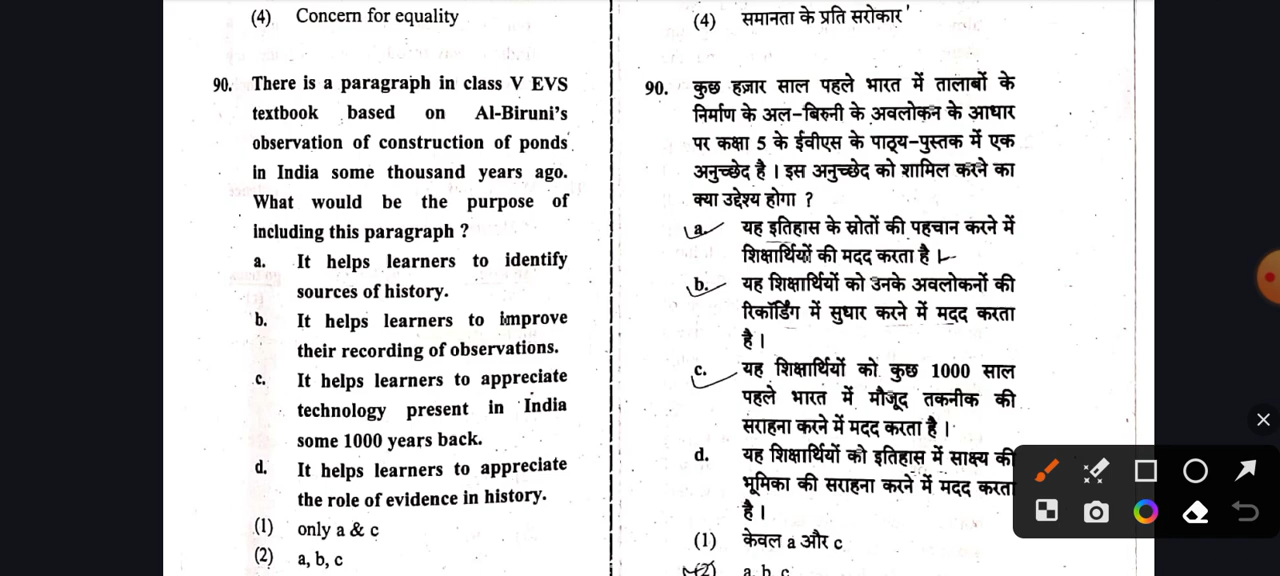 (4) Concern for equality
90. There is a paragraph in class V EVS
textbook based on Al-Biruni's
observation of construction of ponds
in India some thousand years ago.
What would be the purpose of
including this paragraph ?
a. It helps learners to identify
sources of history.
b. It helps learners to improve
their recording of observations.
c. It helps learners to appreciate
technology present in India
some 1000 years back.
d. It helps learners to appreciate
the role of evidence in history.
(1) only a & c
(2) a, b, c
(4) समानता के प्रति सरोकार
90. कुछ हज़ार साल पहले भारत में तालाबों के
निर्माण के अल-बिरुनी के अवलोकन के आधार
पर कक्षा 5 के ईवीएस के पाठ्य-पुस्तक में एक
अनुच्छेद है । इस अनुच्छेद को शामिल करने का
क्या उद्देश्य होगा ?
a. यह इतिहास के स्रोतों की पहचान करने में
शिक्षार्थियों की मदद करता है ।
b. यह शिक्षार्थियों को उनके अवलोकनों की
रिकॉर्डिंग में सुधार करने में मदद करता
है ।
c. यह शिक्षार्थियों को कुछ 1000 साल
पहले भारत में मौजूद तकनीक की
सराहना करने में मदद करता है ।
d. यह शिक्षार्थियों को इतिहास में साक्ष्य की
भूमिका की सराहना करने में मदद करता
है ।
(1) केवल a और c
(2) a, b, c